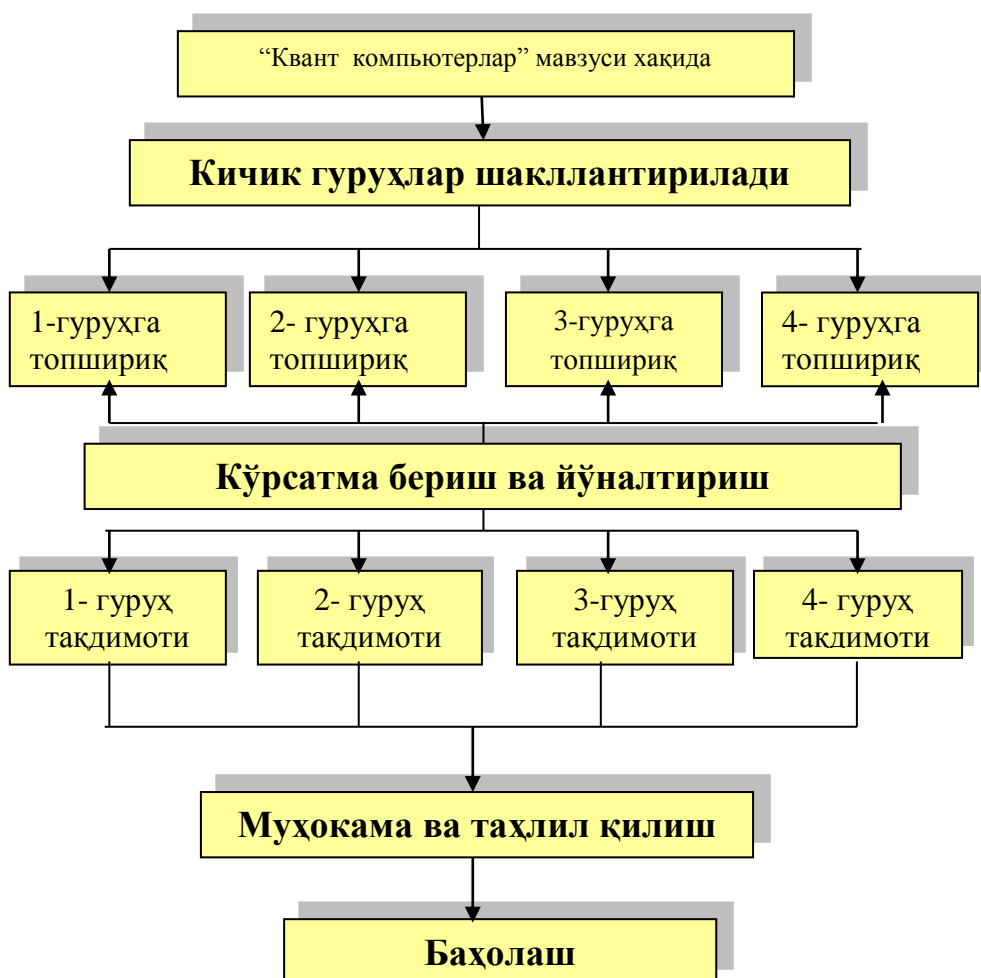 “Квант компьютерлар” мавзуси хақида
Кичик гуруҳлар шакллантирилади
1-гуруҳга
топшириқ
2- гуруҳга
топшириқ
3-гуруҳга
топшириқ
4- гуруҳга
топшириқ
Кўрсатма бериш ва йўналтириш
1- гуруҳ
тақдимоти
2- гуруҳ
тақдимоти
3-гуруҳ
тақдимоти
4- гуруҳ
тақдимоти
Муҳокама ва таҳлил қилиш
Баҳолаш